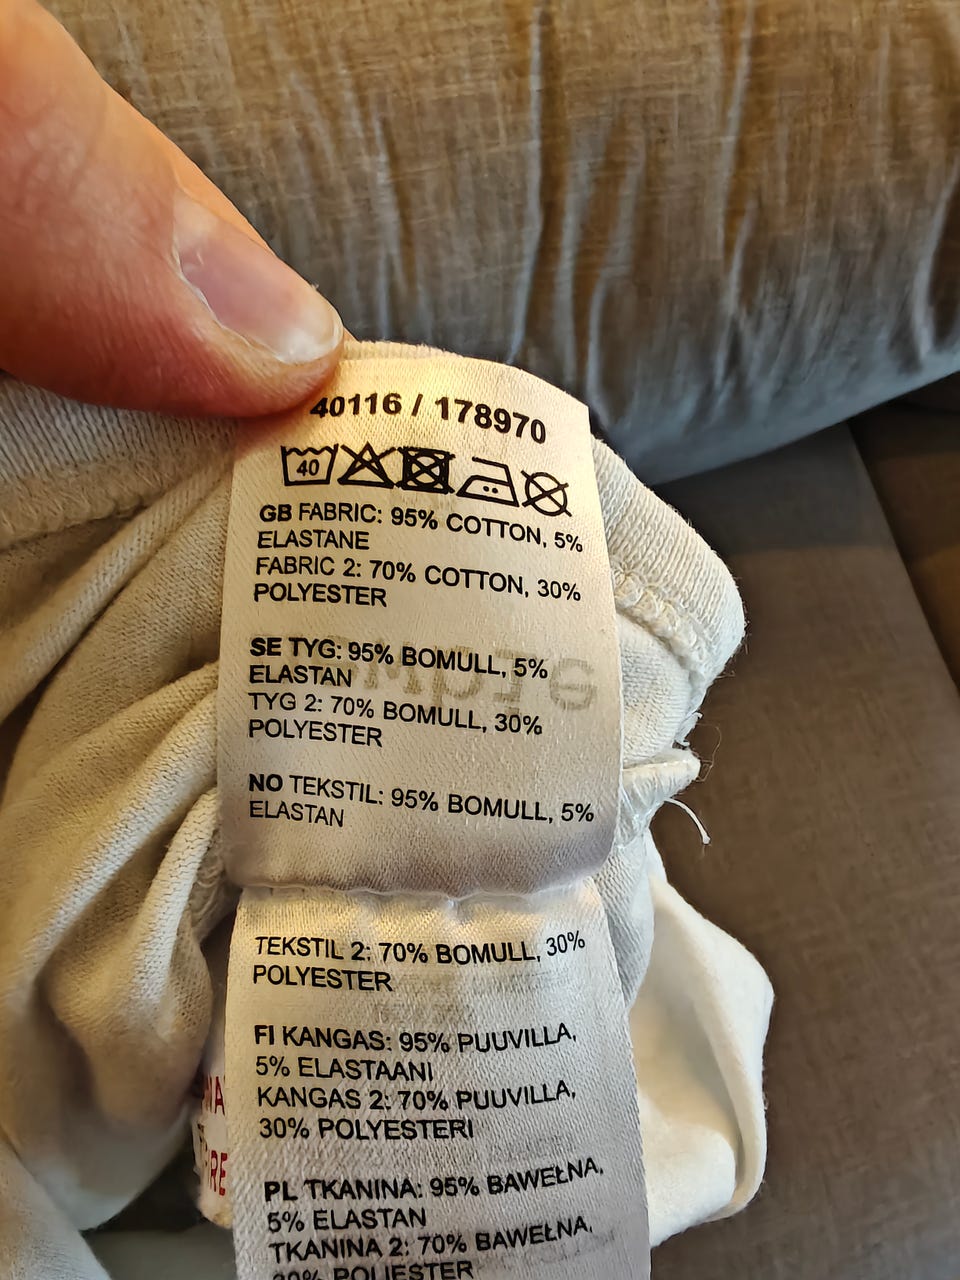 40116 / 178970
40
GB FABRIC: 95% COTTON, 5%
ELASTANE
FABRIC 2: 70% COTTON, 30%
POLYESTER
SE TYG: 95% BOMULL, 5%
ELASTAN
TYG 2: 70% BOMULL, 30%
POLYESTER
NO TEKSTIL: 95% BOMULL, 5%
ELASTAN
TEKSTIL 2: 70% BOMULL, 30%
POLYESTER
FI KANGAS: 95% PUUVILLA,
5% ELASTAANI
KANGAS 2: 70% PUUVILLA,
30% POLYESTERI
PL TKANINA: 95% BAWEŁNA,
5% ELASTAN
TKANINA 2: 70% BAWEŁNA,
30% POLIESTER